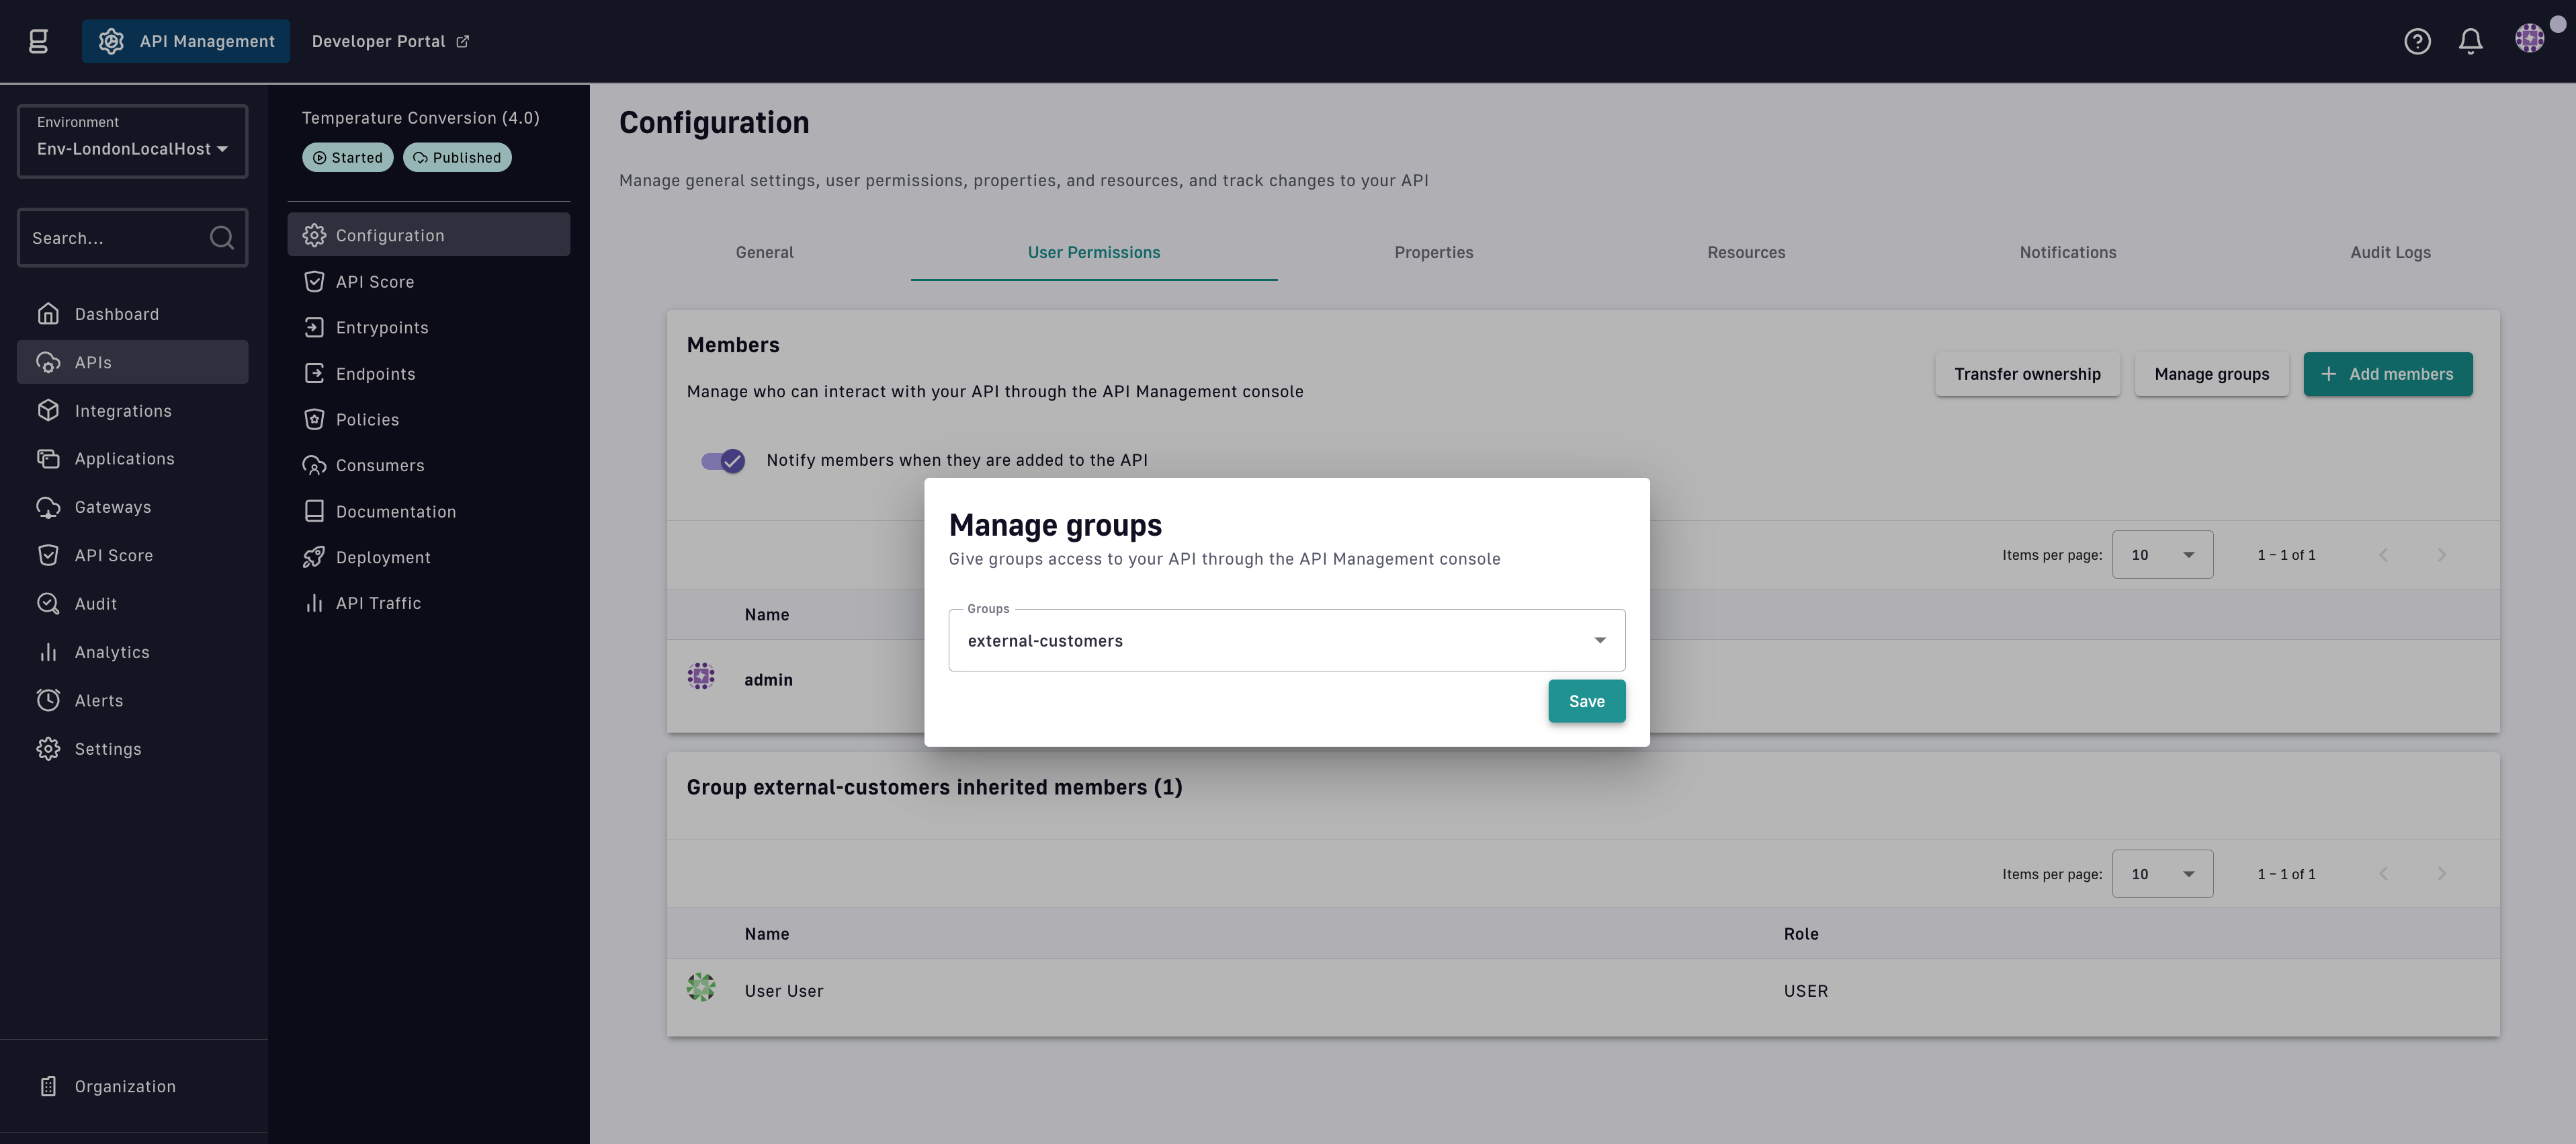 API Management
Developer Portal
Environment
Env-LondonLocalHost
Search...
Dashboard
APIs
Integrations
Applications
Gateways
API Score
Audit
Analytics
Alerts
Settings
Organization
Temperature Conversion (4.0)
Started
Published
Configuration
API Score
Entrypoints
Endpoints
Policies
Consumers
Documentation
Deployment
API Traffic
Configuration
Manage general settings, user permissions, properties, and resources, and track changes to your API
General
User Permissions
Properties
Resources
Notifications
Audit Logs
Members
Manage who can interact with your API through the API Management console
Transfer ownership
Manage groups
Add members
Notify members when they are added to the API
Items per page: 10 1 – 1 of 1
Name
admin
Manage groups
Give groups access to your API through the API Management console
Groups
external-customers
Save
Group external-customers inherited members (1)
Items per page: 10 1 – 1 of 1
Name Role
User User USER